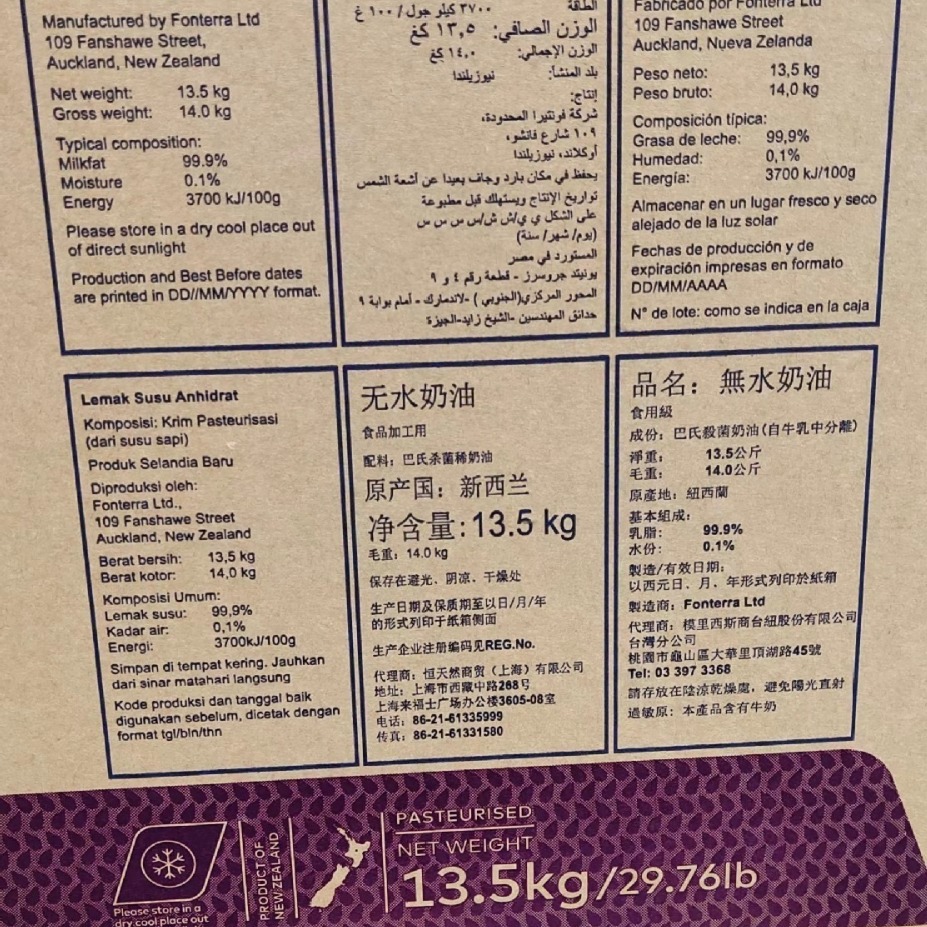 Manufactured by Fonterra Ltd
109 Fanshawe Street,
Auckland, New Zealand
Net weight: 13.5 kg
Gross weight: 14.0 kg
Typical composition:
Milkfat 99.9%
Moisture 0.1%
Energy 3700 kJ/100g
Please store in a dry cool place out
of direct sunlight
Production and Best Before dates
are printed in DD//MM/YYYY format.
الطاقة ٣٧٠٠ كيلو جول/ ١٠٠ غ
الوزن الصافي: ١٣,٥ كغ
الوزن الإجمالي: ١٤,٠ كغ
بلد المنشأ: نيوزيلندا
إنتاج:
شركة فونتيرا المحدودة،
١٠٩ شارع فانشو،
أوكلاند، نيوزيلندا
يحفظ في مكان بارد وجاف بعيدا عن أشعة الشمس
تواريخ الإنتاج ويستهلك قبل مطبوعة
على الشكل ي ي/ش ش/س س س س
(يوم/ شهر/ سنة)
المستورد في مصر
يونيتد جروسرز - قطعة رقم ٤ و ٩
المحور المركزي(الجنوبي ) -لاندمارك - أمام بوابة ٩
حدائق المهندسين -الشيخ زايد-الجيزة
Fabricado por Fonterra Ltd
109 Fanshawe Street
Auckland, Nueva Zelanda
Peso neto: 13,5 kg
Peso bruto: 14,0 kg
Composición típica:
Grasa de leche: 99,9%
Humedad: 0,1%
Energía: 3700 kJ/100g
Almacenar en un lugar fresco y seco
alejado de la luz solar
Fechas de producción y de
expiración impresas en formato
DD/MM/AAAA
N° de lote: como se indica en la caja
Lemak Susu Anhidrat
Komposisi: Krim Pasteurisasi
(dari susu sapi)
Produk Selandia Baru
Diproduksi oleh:
Fonterra Ltd.,
109 Fanshawe Street
Auckland, New Zealand
Berat bersih: 13,5 kg
Berat kotor: 14,0 kg
Komposisi Umum:
Lemak susu: 99,9%
Kadar air: 0,1%
Energi: 3700kJ/100g
Simpan di tempat kering. Jauhkan
dari sinar matahari langsung
Kode produksi dan tanggal baik
digunakan sebelum, dicetak dengan
format tgl/bln/thn
无水奶油
食品加工用
配料: 巴氏杀菌稀奶油
原产国: 新西兰
净含量: 13.5 kg
毛重: 14.0 kg
保存在避光、阴凉、干燥处
生产日期及保质期至以日/月/年
的形式列印于纸箱侧面
生产企业注册编码见REG.No.
代理商: 恒天然商贸（上海）有限公司
地址: 上海市西藏中路268号
上海来福士广场办公楼3605-08室
电话: 86-21-61335999
传真: 86-21-61331580
品名: 無水奶油
食用級
成份: 巴氏殺菌奶油(自牛乳中分離)
淨重: 13.5公斤
毛重: 14.0公斤
原產地: 紐西蘭
基本組成:
乳脂: 99.9%
水份: 0.1%
製造/有效日期:
以西元日、月、年形式列印於紙箱
製造商: Fonterra Ltd
代理商: 模里西斯商台紐股份有限公司
台灣分公司
桃園市龜山區大華里頂湖路45號
Tel: 03 397 3368
請存放在陰涼乾燥處，避免陽光直射
過敏原: 本產品含有牛奶
Please store in a
dry cool place out
PRODUCT OF
NEW ZEALAND
PASTEURISED
NET WEIGHT
13.5kg/29.76lb